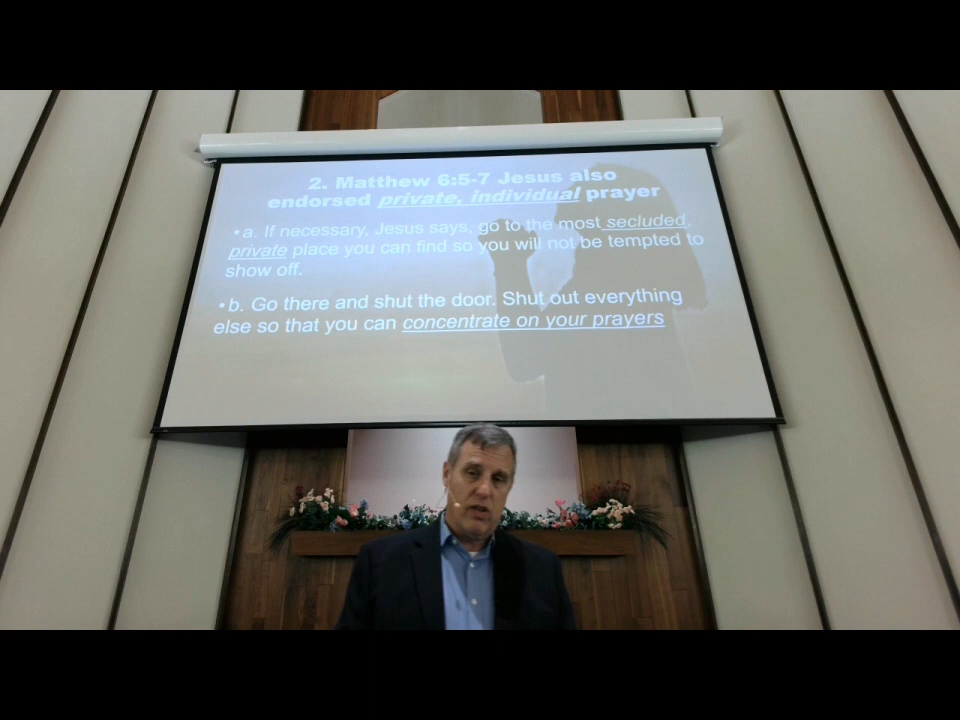 2. Matthew 6:5-7 Jesus also
endorsed private, individual prayer
• a. If necessary, Jesus says, go to the most secluded,
private place you can find so you will not be tempted to
show off.
• b. Go there and shut the door. Shut out everything
else so that you can concentrate on your prayers